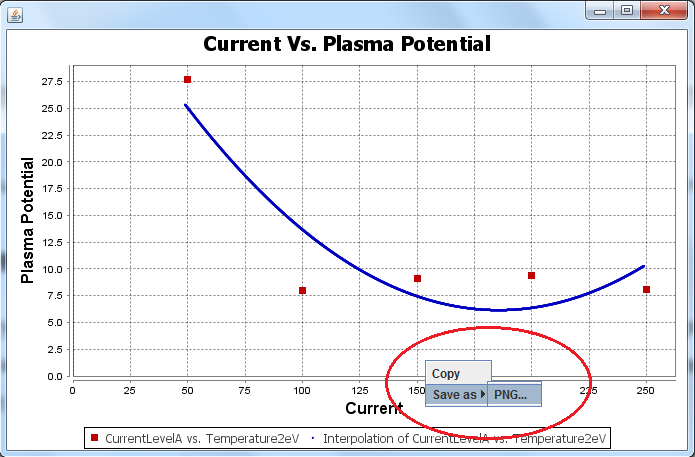 Current Vs. Plasma Potential
Plasma Potential
27.5
25.0
22.5
20.0
17.5
15.0
12.5
10.0
7.5
5.0
2.5
0.0
0 25 50 75 100 125 225 250
Current
Copy
Save as PNG...
CurrentLevelA vs. Temperature2eV Interpolation of CurrentLevelA vs. Temperature2eV